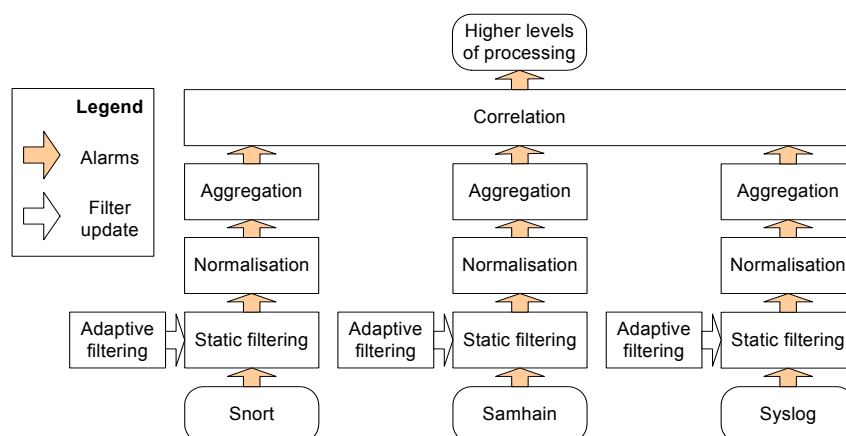 Higher levels
of processing
Legend
Alarms
Filter
update
Correlation
Aggregation
Aggregation
Aggregation
Normalisation
Normalisation
Normalisation
Adaptive
filtering
Static filtering
Adaptive
filtering
Static filtering
Adaptive
filtering
Static filtering
Snort
Samhain
Syslog